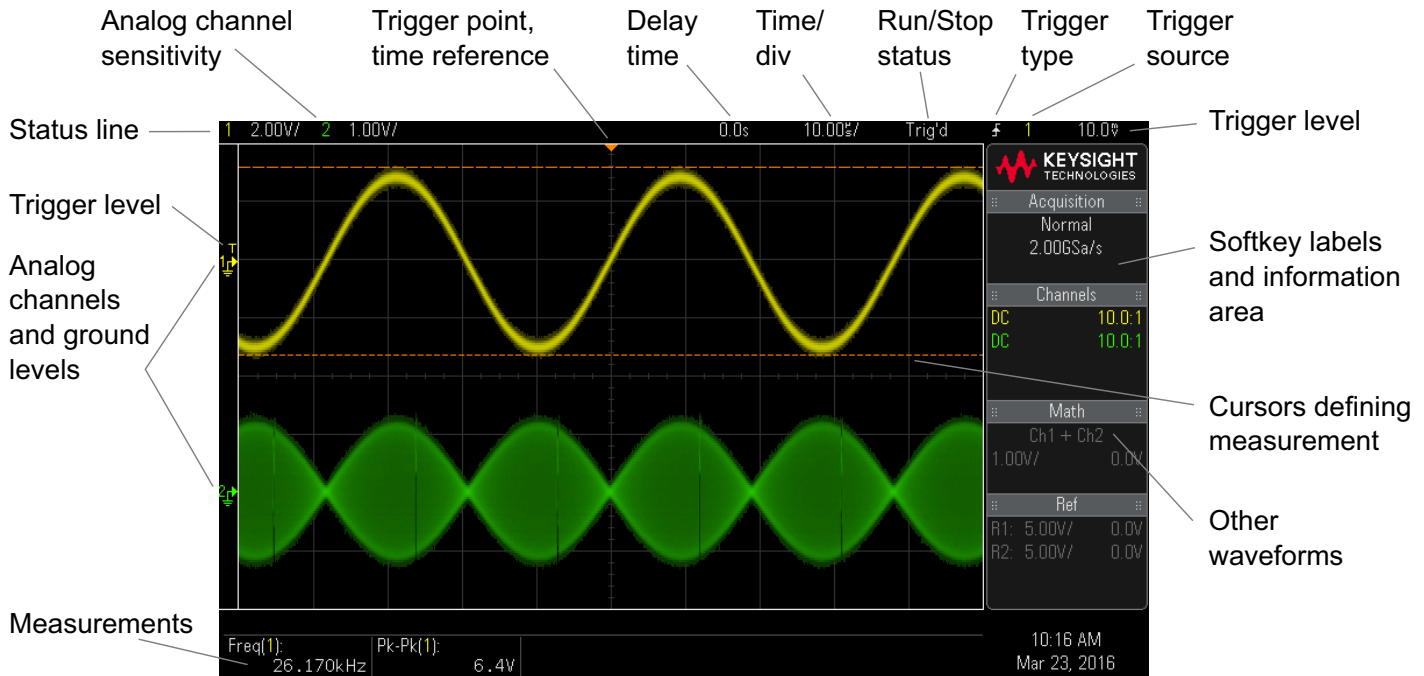 Analog channel
sensitivity
Trigger point,
time reference
Delay
time
Time/
div
Run/Stop
status
Trigger
type
Trigger
source
Status line
1 2.00V/ 2 1.00V/ 0.0s 10.00µs/ Trig'd 1 10.0V
Trigger level
KEYSIGHT
TECHNOLOGIES
Acquisition
Normal
2.00GSa/s
Trigger level
T
1
Analog
channels
and ground
levels
Softkey labels
and information
area
Channels
DC 10.0:1
DC 10.0:1
Cursors defining
measurement
Math
Ch1 + Ch2
1.00V/ 0.0V
2
Ref
R1: 5.00V/ 0.0V
R2: 5.00V/ 0.0V
Other
waveforms
Measurements
Freq(1):
26.170kHz
Pk-Pk(1):
6.4V
10:16 AM
Mar 23, 2016